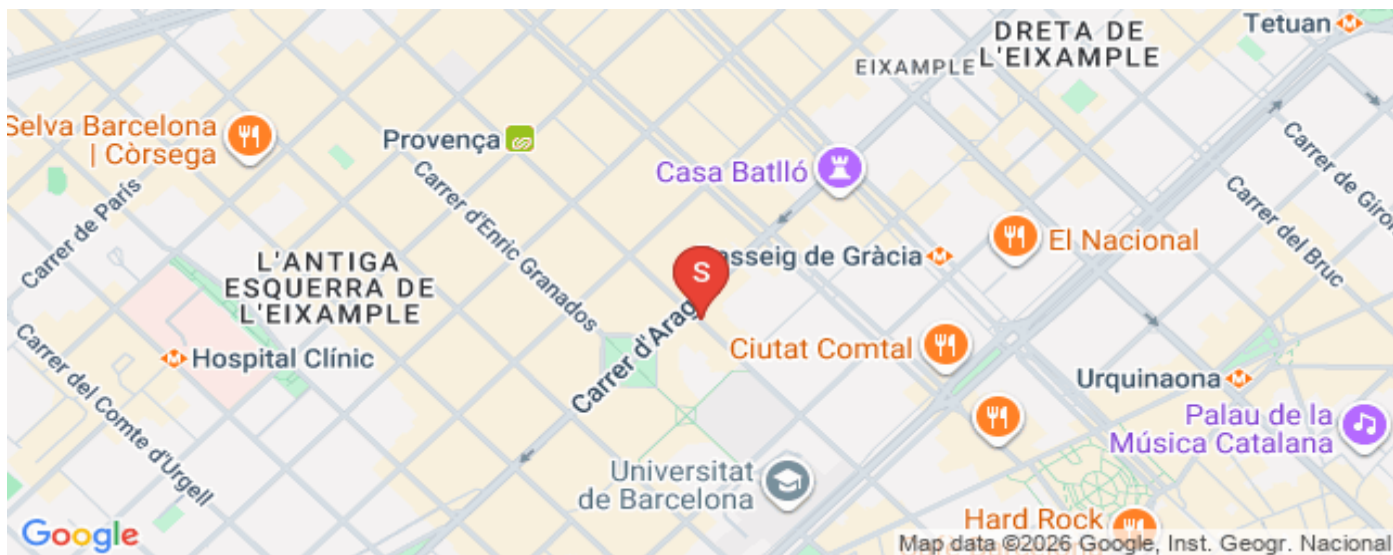 Tetuan
DRETA DE
L'EIXAMPLE
EIXAMPLE
Selva Barcelona
| Còrsega
Provença
Casa Batlló
Carrer de Giron
Carrer del Bruc
Carrer de París
Carrer d'Enric Granados
El Nacional
asseig de Gràcia
S
L'ANTIGA
ESQUERRA DE
L'EIXAMPLE
Carrer d'Arag
Hospital Clínic
Ciutat Comtal
Urquinaona
Carrer del Comte d'Urgell
Palau de la
Música Catalana
Universitat
de Barcelona
Hard Rock
Google
Map data ©2026 Google, Inst. Geogr. Nacional